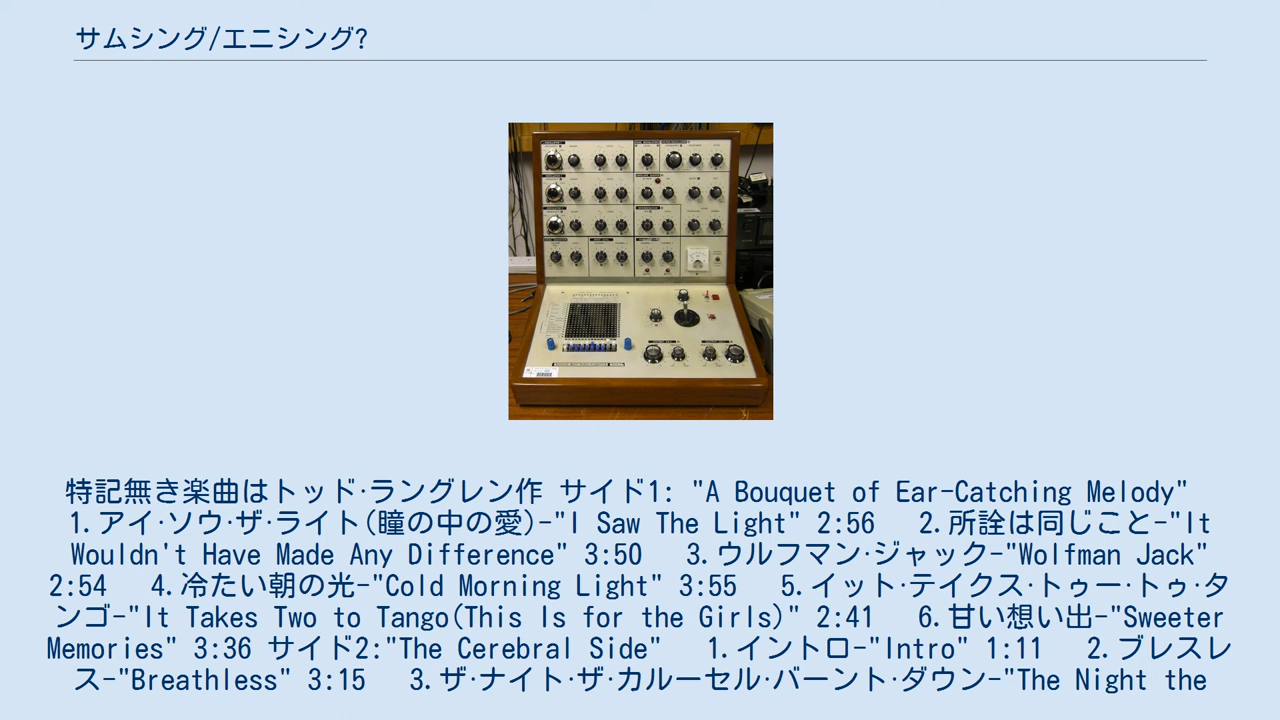 サムシング/エニシング?
特記無き楽曲はトッド·ラングレン作 サイド1: "A Bouquet of Ear-Catching Melody"
1.アイ·ソウ·ザ·ライト(瞳の中の愛)-"I Saw The Light" 2:56 2.所詮は同じこと-"It
Wouldn't Have Made Any Difference" 3:50 3.ウルフマン·ジャック-"Wolfman Jack"
2:54 4.冷たい朝の光-"Cold Morning Light" 3:55 5.イット·テイクス·トゥー·トゥ·タ
ンゴ-"It Takes Two to Tango(This Is for the Girls)" 2:41 6.甘い想い出-"Sweeter
Memories" 3:36 サイド2:"The Cerebral Side" 1.イントロ-"Intro" 1:11 2.ブレスレ
ス-"Breathless" 3:15 3.ザ·ナイト·ザ·カルーセル·バーント·ダウン-"The Night the